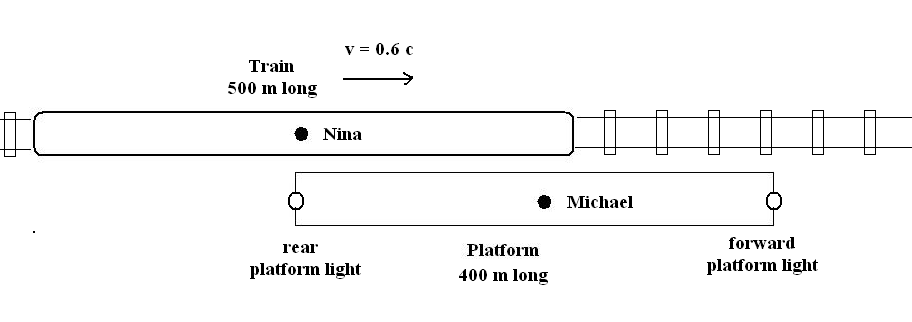 v = 0.6 c
Train
500 m long
Nina
Michael
rear
platform light
Platform
400 m long
forward
platform light